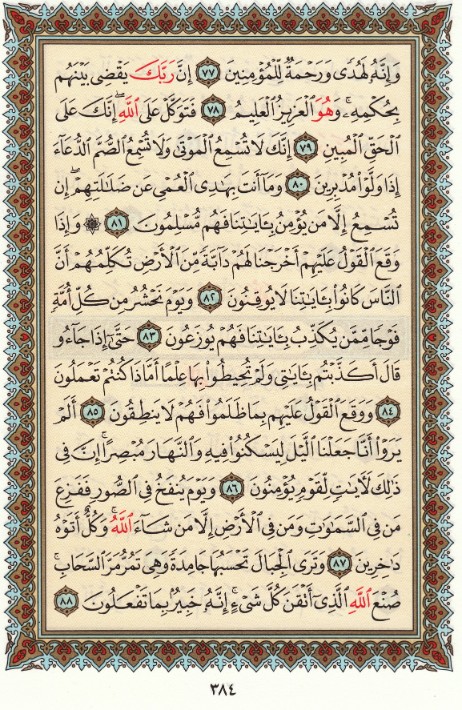 وَإِنَّهُۥ لَهُدًى وَرَحْمَةٌ لِّلْمُؤْمِنِينَ ٧٧ إِنَّ رَبَّكَ يَقْضِى بَيْنَهُم
بِحُكْمِهِۦ ۚ وَهُوَ ٱلْعَزِيزُ ٱلْعَلِيمُ ٧٨ فَتَوَكَّلْ عَلَى ٱللَّهِ ۖ إِنَّكَ عَلَى
ٱلْحَقِّ ٱلْمُبِينِ ٧٩ إِنَّكَ لَا تُسْمِعُ ٱلْمَوْتَىٰ وَلَا تُسْمِعُ ٱلصُّمَّ ٱلدُّعَآءَ
إِذَا وَلَّوْا۟ مُدْبِرِينَ ٨٠ وَمَآ أَنتَ بِهَـٰدِى ٱلْعُمْىِ عَن ضَلَـٰلَتِهِمْ ۖ إِن
تُسْمِعُ إِلَّا مَن يُؤْمِنُ بِـَٔايَـٰتِنَا فَهُم مُّسْلِمُونَ ٨١ ۞ وَإِذَا
وَقَعَ ٱلْقَوْلُ عَلَيْهِمْ أَخْرَجْنَا لَهُمْ دَآبَّةً مِّنَ ٱلْأَرْضِ تُكَلِّمُهُمْ أَنَّ
ٱلنَّاسَ كَانُوا۟ بِـَٔايَـٰتِنَا لَا يُوقِنُونَ ٨٢ وَيَوْمَ نَحْشُرُ مِن كُلِّ أُمَّةٍ
فَوْجًا مِّمَّن يُكَذِّبُ بِـَٔايَـٰتِنَا فَهُمْ يُوزَعُونَ ٨٣ حَتَّىٰٓ إِذَا جَآءُو
قَالَ أَكَذَّبْتُم بِـَٔايَـٰتِى وَلَمْ تُحِيطُوا۟ بِهَا عِلْمًا أَمَّاذَا كُنتُمْ تَعْمَلُونَ
٨٤ وَوَقَعَ ٱلْقَوْلُ عَلَيْهِم بِمَا ظَلَمُوا۟ فَهُمْ لَا يَنطِقُونَ ٨٥ أَلَمْ
يَرَوْا۟ أَنَّا جَعَلْنَا ٱلَّيْلَ لِيَسْكُنُوا۟ فِيهِ وَٱلنَّهَارَ مُبْصِرًا ۚ إِنَّ فِى
ذَٰلِكَ لَـَٔايَـٰتٍ لِّقَوْمٍ يُؤْمِنُونَ ٨٦ وَيَوْمَ يُنفَخُ فِى ٱلصُّورِ فَفَزِعَ
مَن فِى ٱلسَّمَـٰوَٰتِ وَمَن فِى ٱلْأَرْضِ إِلَّا مَن شَآءَ ٱللَّهُ ۚ وَكُلٌّ أَتَوْهُ
دَٰخِرِينَ ٨٧ وَتَرَى ٱلْجِبَالَ تَحْسَبُهَا جَامِدَةً وَهِىَ تَمُرُّ مَرَّ ٱلسَّحَابِ ۚ
صُنْعَ ٱللَّهِ ٱلَّذِىٓ أَتْقَنَ كُلَّ شَىْءٍ ۚ إِنَّهُۥ خَبِيرٌۢ بِمَا تَفْعَلُونَ ٨٨
٣٨٤